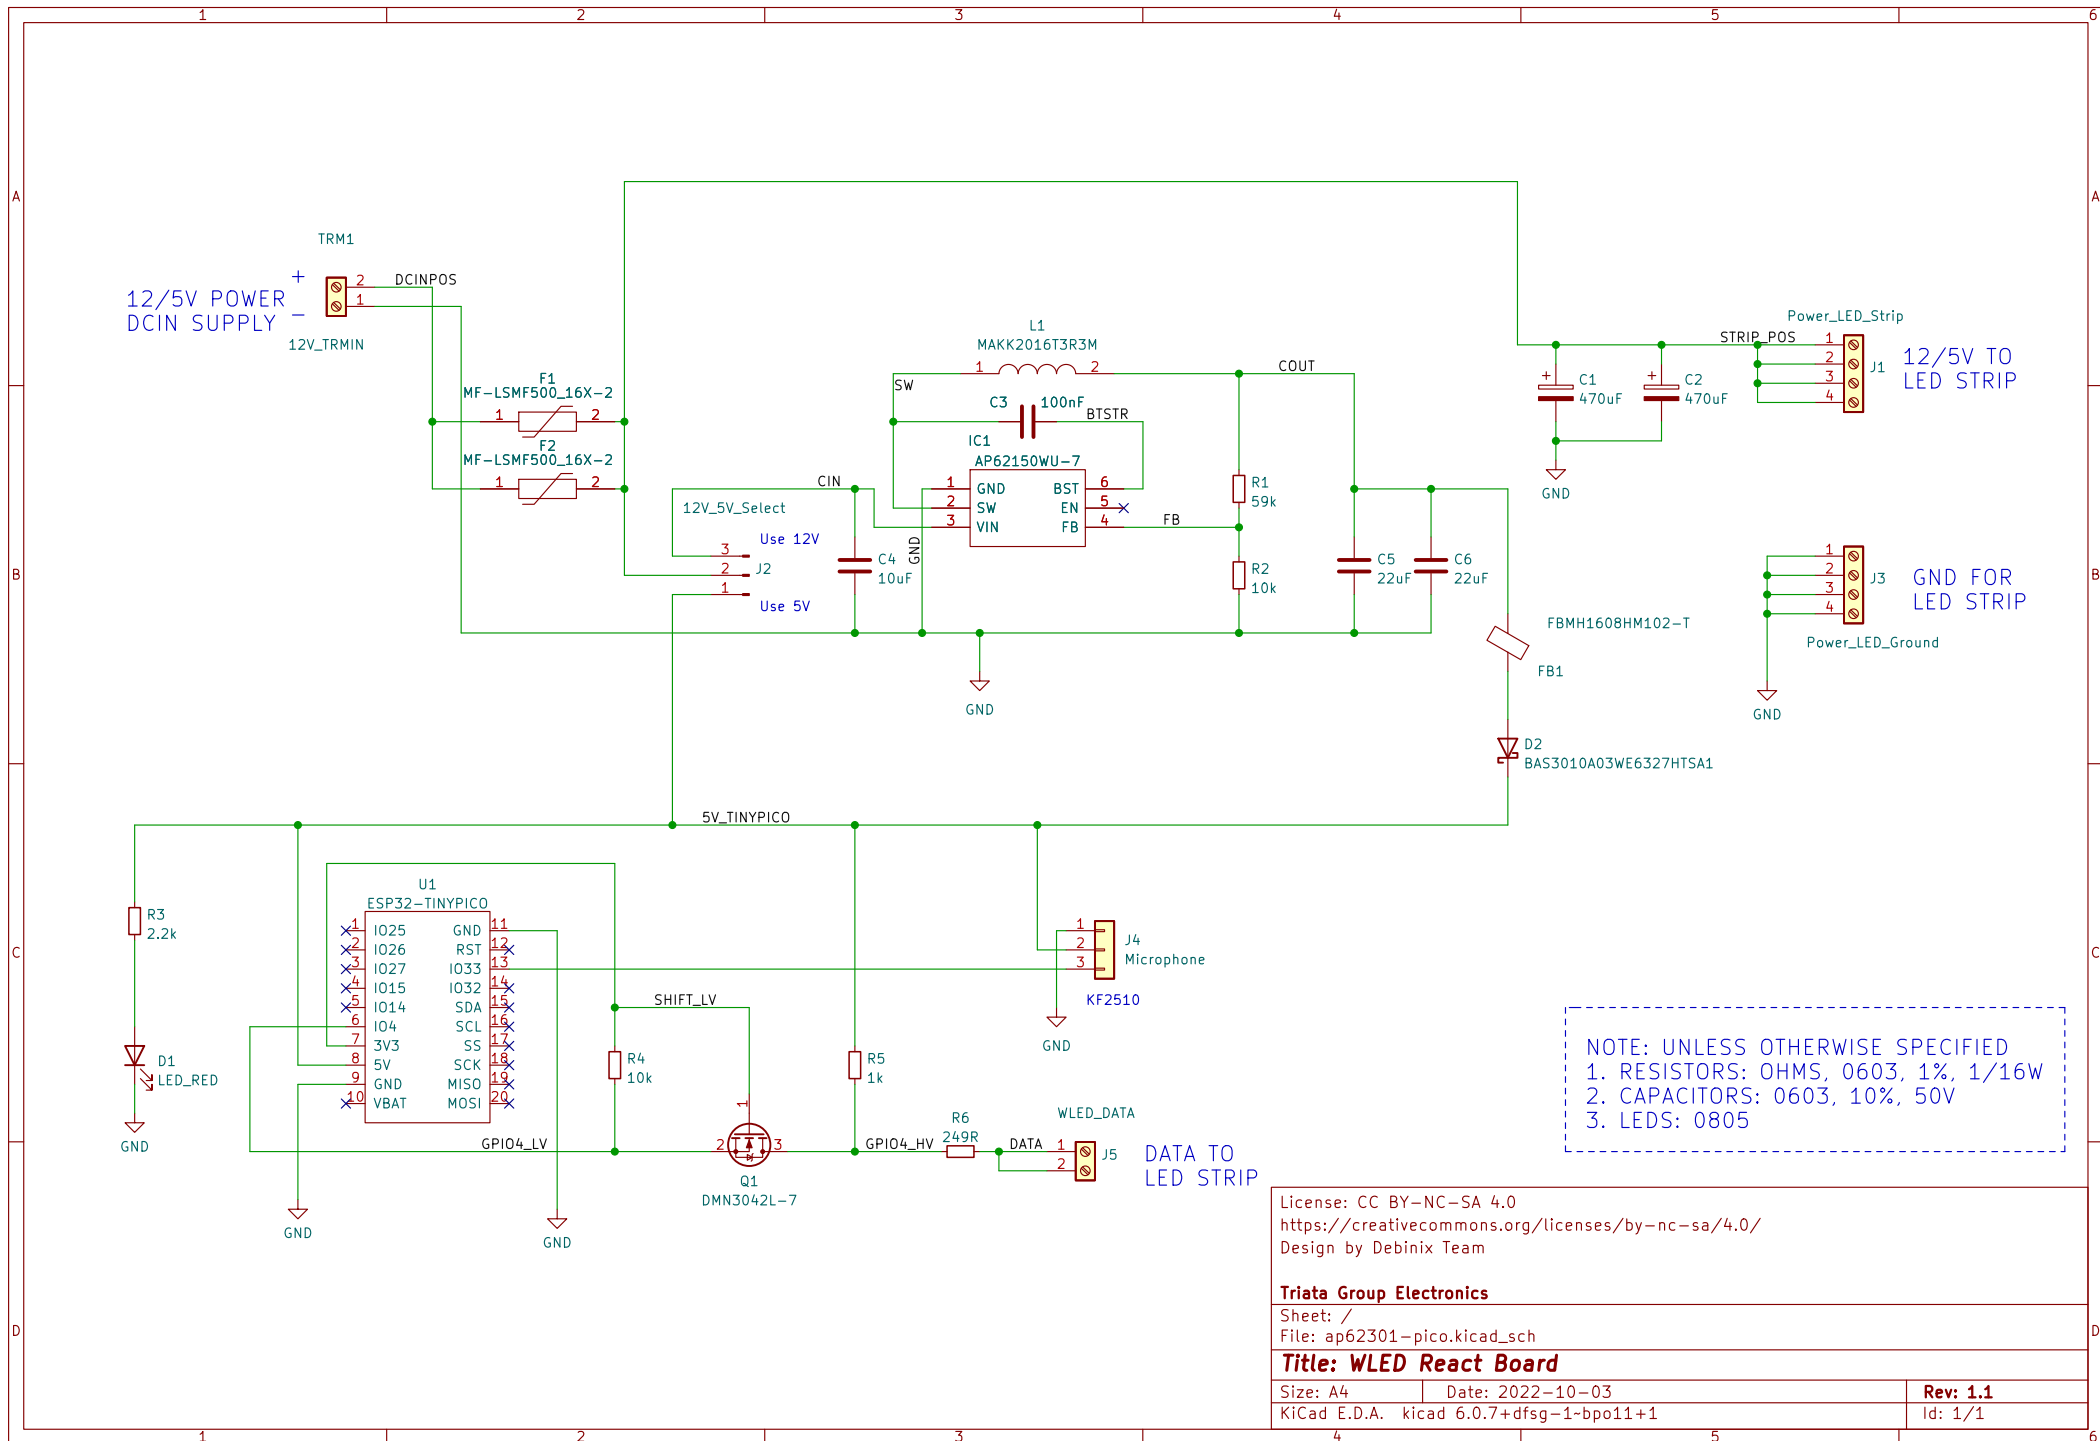 1 2 3 4 5 6
A
A
TRM1
+
12/5V POWER
DCIN SUPPLY
−
2
1
DCINPOS
12V_TRMIN
F1
MF-LSMF500_16X-2
1 2
F2
MF-LSMF500_16X-2
1 2
L1
MAKK2016T3R3M
1 2
SW
COUT
C3 100nF
BTSTR
IC1
AP62150WU-7
1 GND BST 6
2 SW EN 5
3 VIN FB 4
GND
FB
CIN
12V_5V_Select
Use 12V
3
2
1
J2
Use 5V
C4
10uF
R1
59k
R2
10k
C5
22uF
C6
22uF
GND
Power_LED_Strip
STRIP_POS
1
2
3
4
J1
12/5V TO
LED STRIP
+
C1
470uF
+
C2
470uF
GND
B
B
1
2
3
4
J3
GND FOR
LED STRIP
Power_LED_Ground
GND
FBMH1608HM102-T
FB1
D2
BAS3010A03WE6327HTSA1
5V_TINYPICO
C
C
R3
2.2k
D1
LED_RED
GND
U1
ESP32-TINYPICO
1 IO25 GND 11
2 IO26 RST 12
3 IO27 IO33 13
4 IO15 IO32 14
5 IO14 SDA 15
6 IO4 SCL 16
7 3V3 SS 17
8 5V SCK 18
9 GND MISO 19
10 VBAT MOSI 20
GND
GND
SHIFT_LV
R4
10k
R5
1k
GPIO4_LV
1
2 3
Q1
DMN3042L-7
GPIO4_HV
R6
249R
DATA
WLED_DATA
1
2
J5
DATA TO
LED STRIP
1
2
3
J4
Microphone
KF2510
GND
NOTE: UNLESS OTHERWISE SPECIFIED
1. RESISTORS: OHMS, 0603, 1%, 1/16W
2. CAPACITORS: 0603, 10%, 50V
3. LEDS: 0805
D
D
License: CC BY-NC-SA 4.0
https://creativecommons.org/licenses/by-nc-sa/4.0/
Design by Debinix Team
Triata Group Electronics
Sheet: /
File: ap62301-pico.kicad_sch
Title: WLED React Board
Size: A4 Date: 2022-10-03 Rev: 1.1
KiCad E.D.A. kicad 6.0.7+dfsg-1~bpo11+1 Id: 1/1
1 2 3 4 5 6